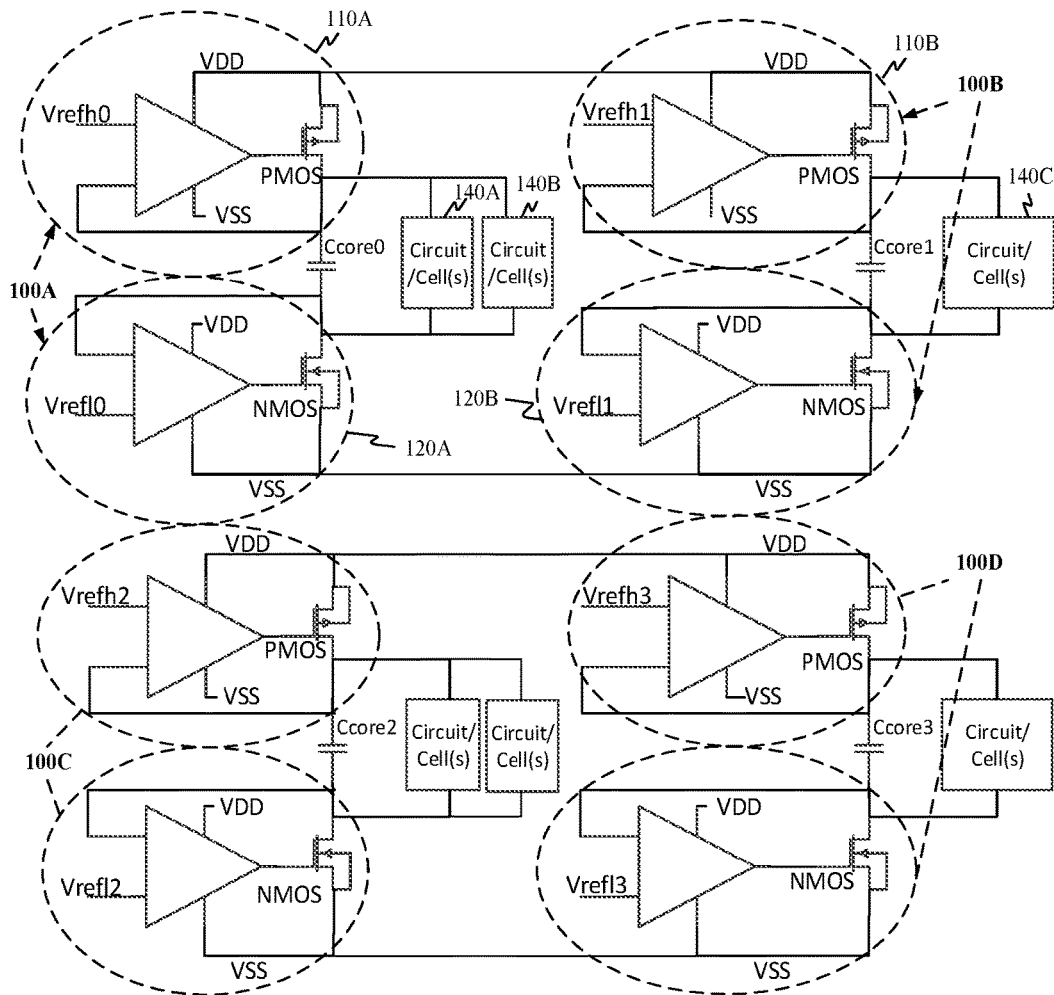 110A
VDD
Vrefh0
PMOS
VSS
140A
140B
Ccore0
Circuit
/Cell(s)
Circuit
/Cell(s)
100A
VDD
Vrefl0
NMOS
120A
VSS
110B
VDD
100B
Vrefh1
PMOS
VSS
140C
Ccore1
Circuit/
Cell(s)
VDD
120B
Vrefl1
NMOS
VSS
VDD
Vrefh2
PMOS
VSS
Ccore2
Circuit/
Cell(s)
Circuit/
Cell(s)
100C
VDD
Vrefl2
NMOS
VSS
VDD
100D
Vrefh3
PMOS
VSS
Ccore3
Circuit/
Cell(s)
VDD
Vrefl3
NMOS
VSS